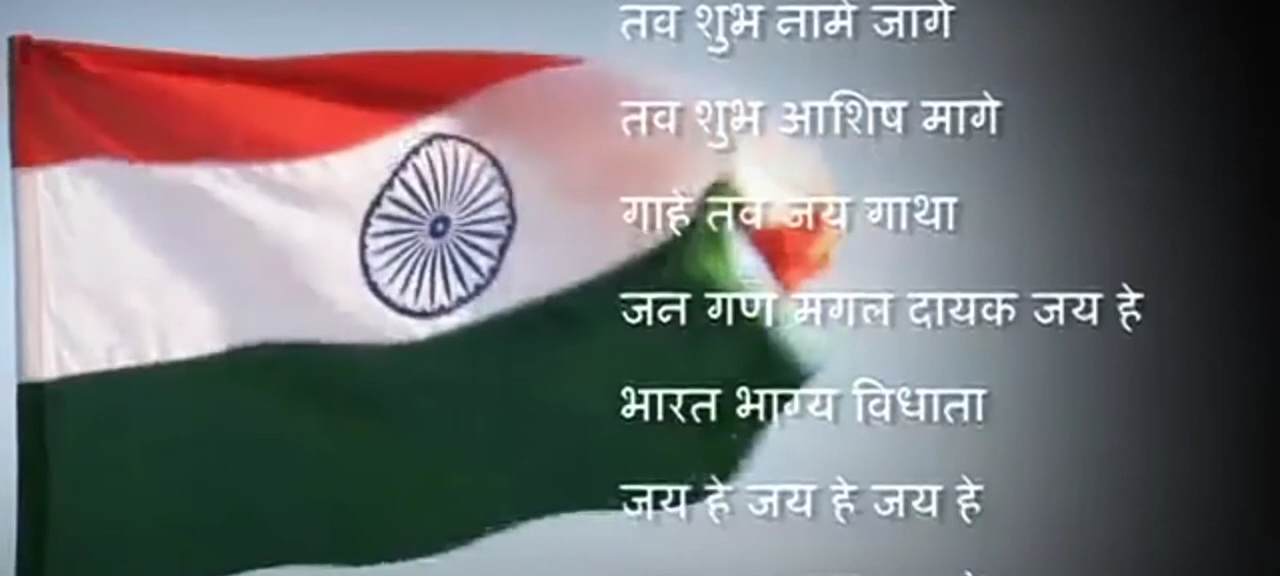 तव शुभ नामे जागे
तव शुभ आशिष मागे
गाहे तव जय गाथा
जन गण मगल दायक जय हे
भारत भाग्य विधाता
जय हे जय हे जय हे